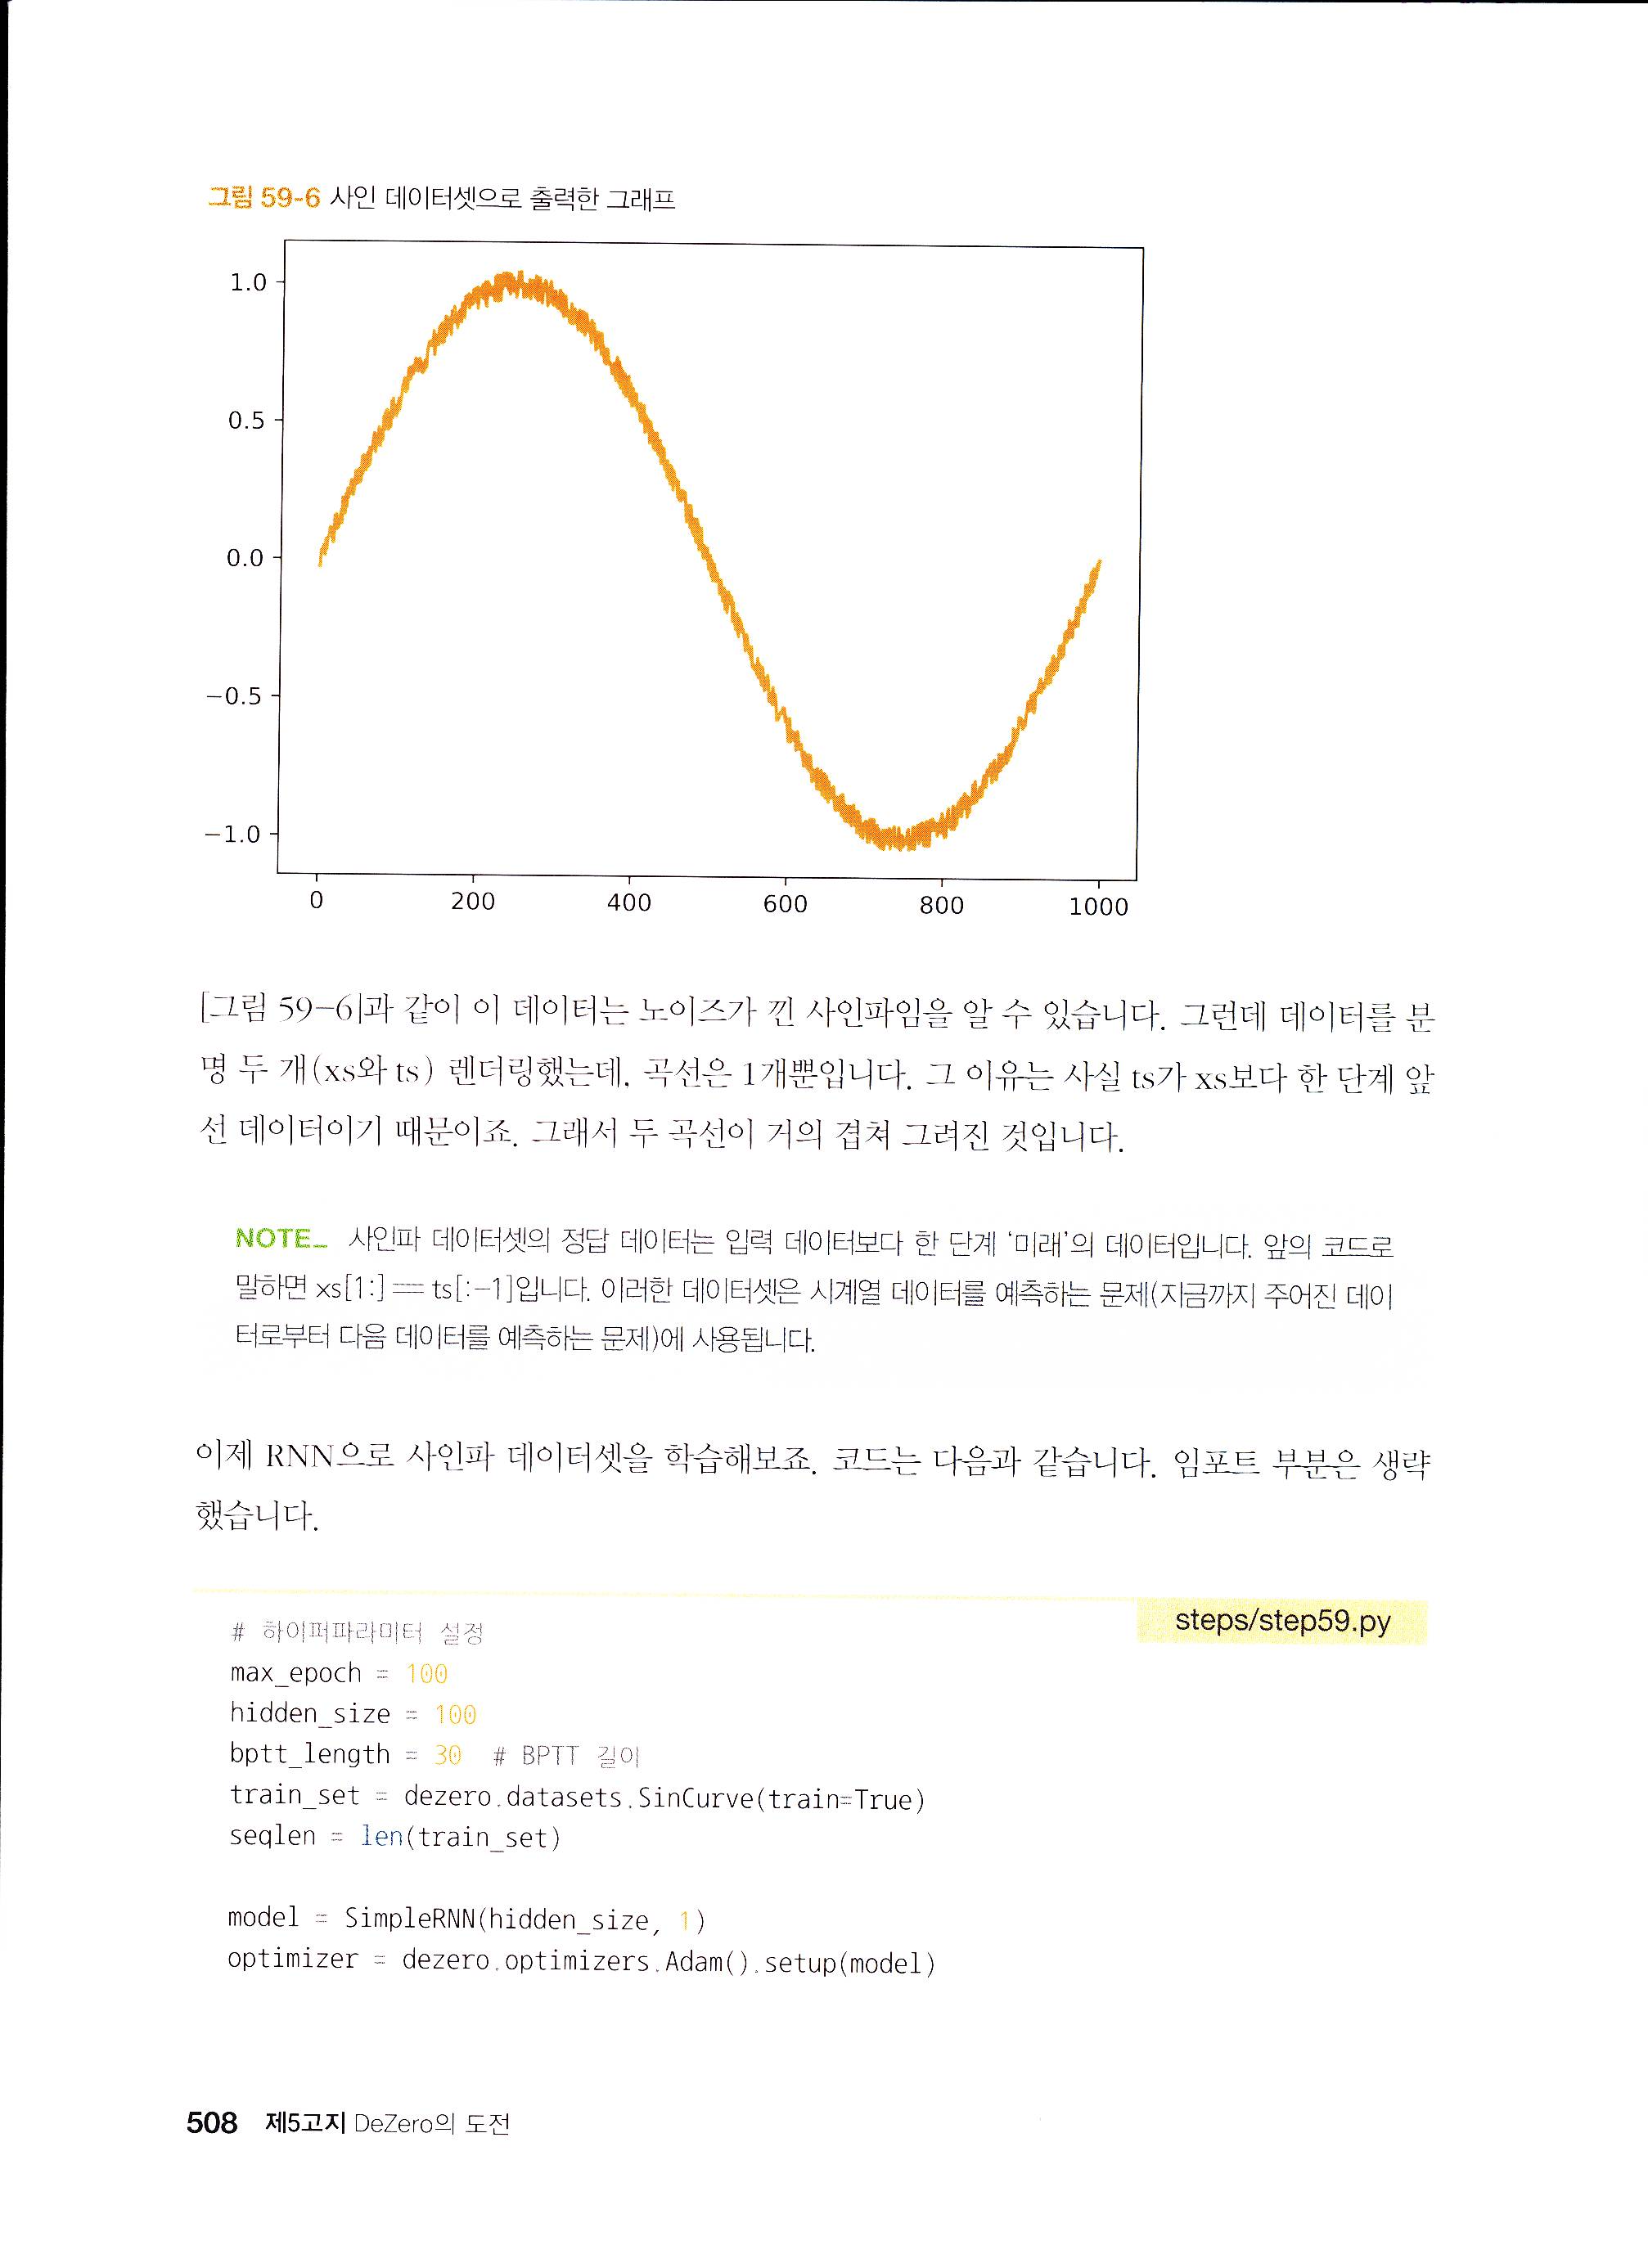 그림 59-6 사인 데이터셋으로 출력한 그래프
1.0
0.5
0.0
−0.5
−1.0
0 200 400 600 800 1000
[그림 59-6]과 같이 이 데이터는 노이즈가 낀 사인파임을 알 수 있습니다. 그런데 데이터를 분
명 두 개(xs와 ts) 렌더링했는데, 곡선은 1개뿐입니다. 그 이유는 사실 ts가 xs보다 한 단계 앞
선 데이터이기 때문이죠. 그래서 두 곡선이 거의 겹쳐 그려진 것입니다.
NOTE_ 사인파 데이터셋의 정답 데이터는 입력 데이터보다 한 단계 '미래'의 데이터입니다. 앞의 코드로
말하면 xs[1:] == ts[:-1]입니다. 이러한 데이터셋은 시계열 데이터를 예측하는 문제(지금까지 주어진 데이
터로부터 다음 데이터를 예측하는 문제)에 사용됩니다.
이제 RNN으로 사인파 데이터셋을 학습해보죠. 코드는 다음과 같습니다. 임포트 부분은 생략
했습니다.
steps/step59.py
# 하이퍼파라미터 설정
max_epoch = 100
hidden_size = 100
bptt_length = 30 # BPTT 길이
train_set = dezero.datasets.SinCurve(train=True)
seqlen = len(train_set)
model = SimpleRNN(hidden_size, 1)
optimizer = dezero.optimizers.Adam().setup(model)
508 제5고지 DeZero의 도전